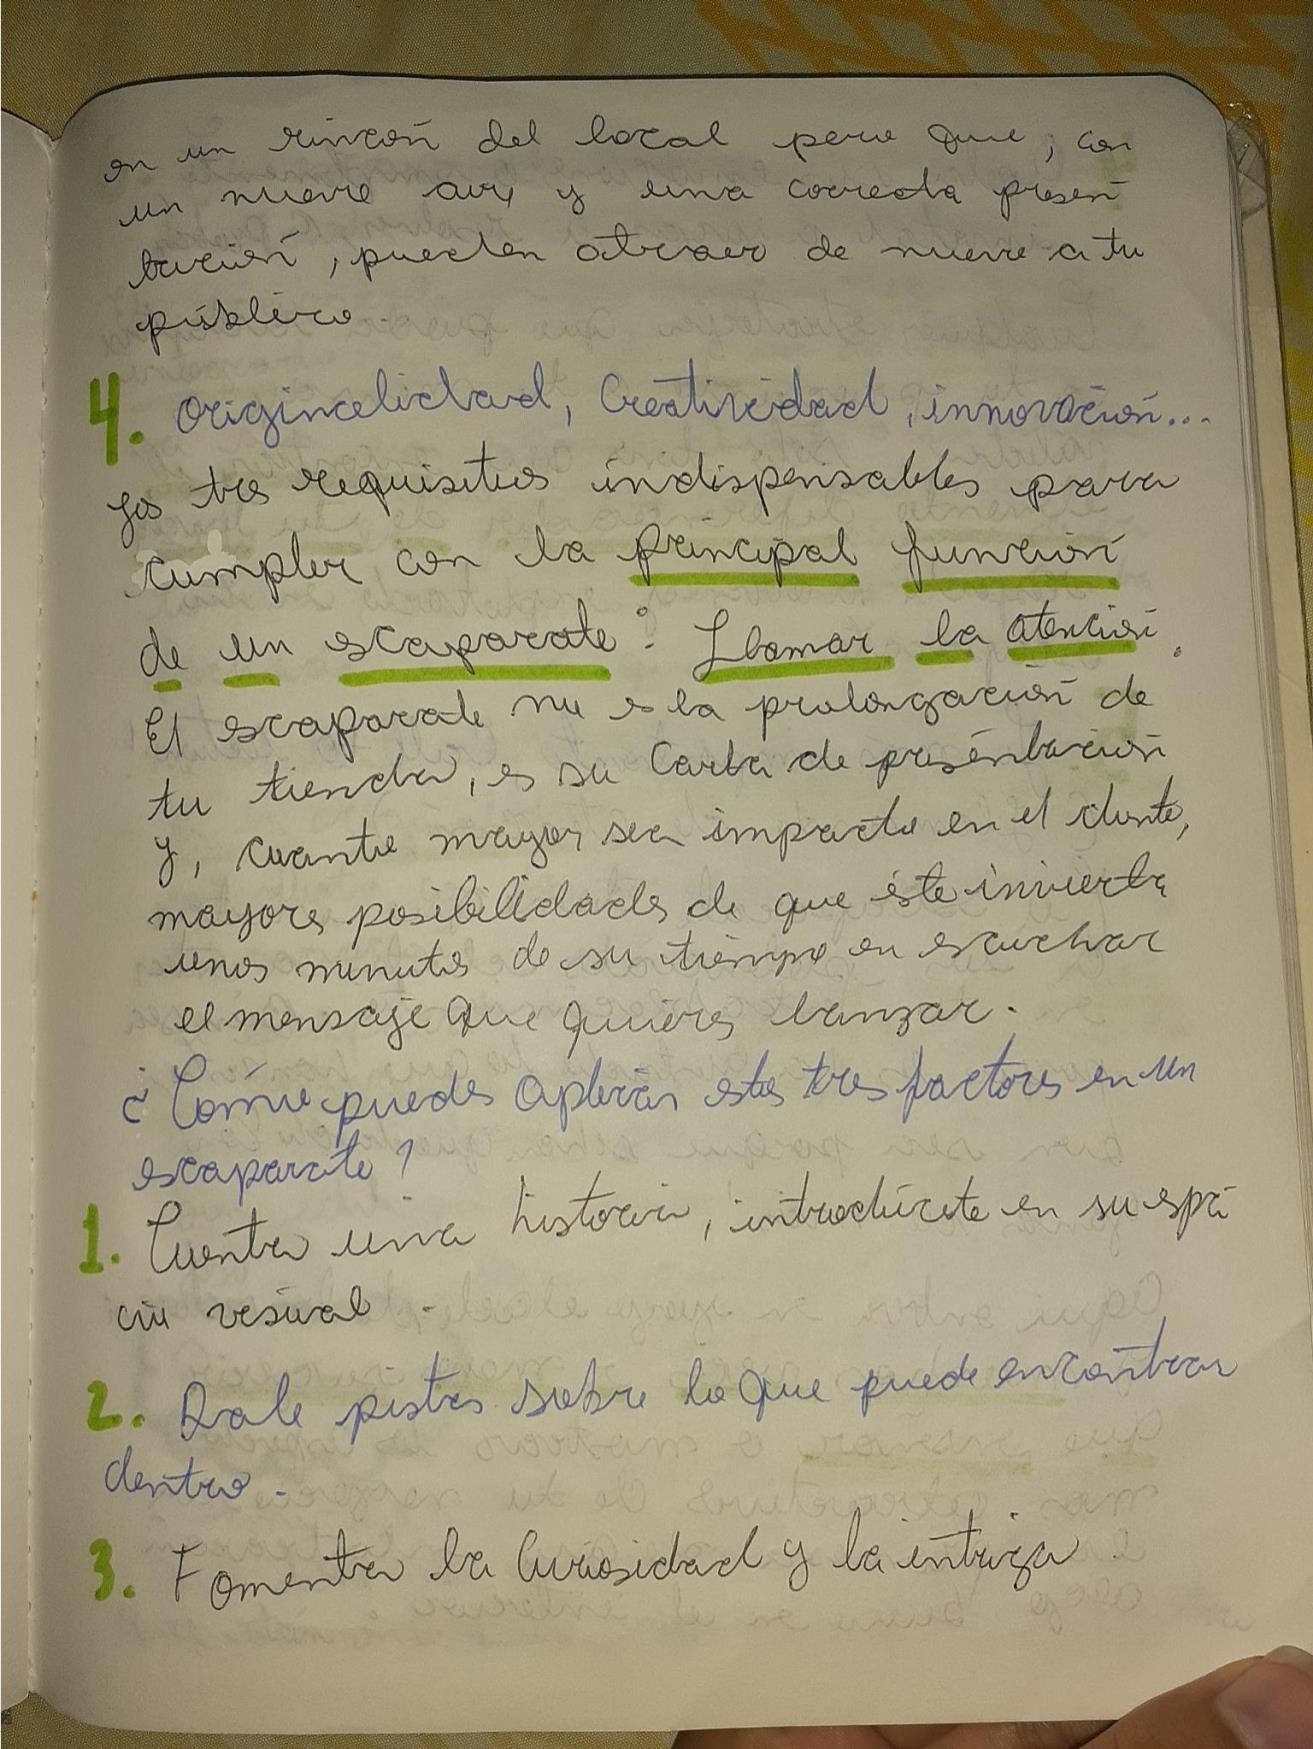 en un rincón del local pero que, con
un nuevo aire y una correcta presen
tación, pueden atraer de nuevo a tu
público.
4. Originalidad, Creatividad, innovación...
Los tres requisitos indispensables para
cumplir con la principal función
de un escaparate: Llamar la atención.
El escaparate no es la prolongación de
tu tienda, es su Carta de presentación
y, cuanto mayor sea impacto en el cliente,
mayores posibilidades de que éste invierta
unos minutos de su tiempo en escuchar
el mensaje que quieres lanzar.
¿Cómo puedes aplicar estos tres factores en un
escaparate?
1. Cuenta una historia, introdúcete en su espa
cio visual.
2. Dale pistas sobre lo que puede encontrar
dentro.
3. Fomenta la Curiosidad y la intriga.